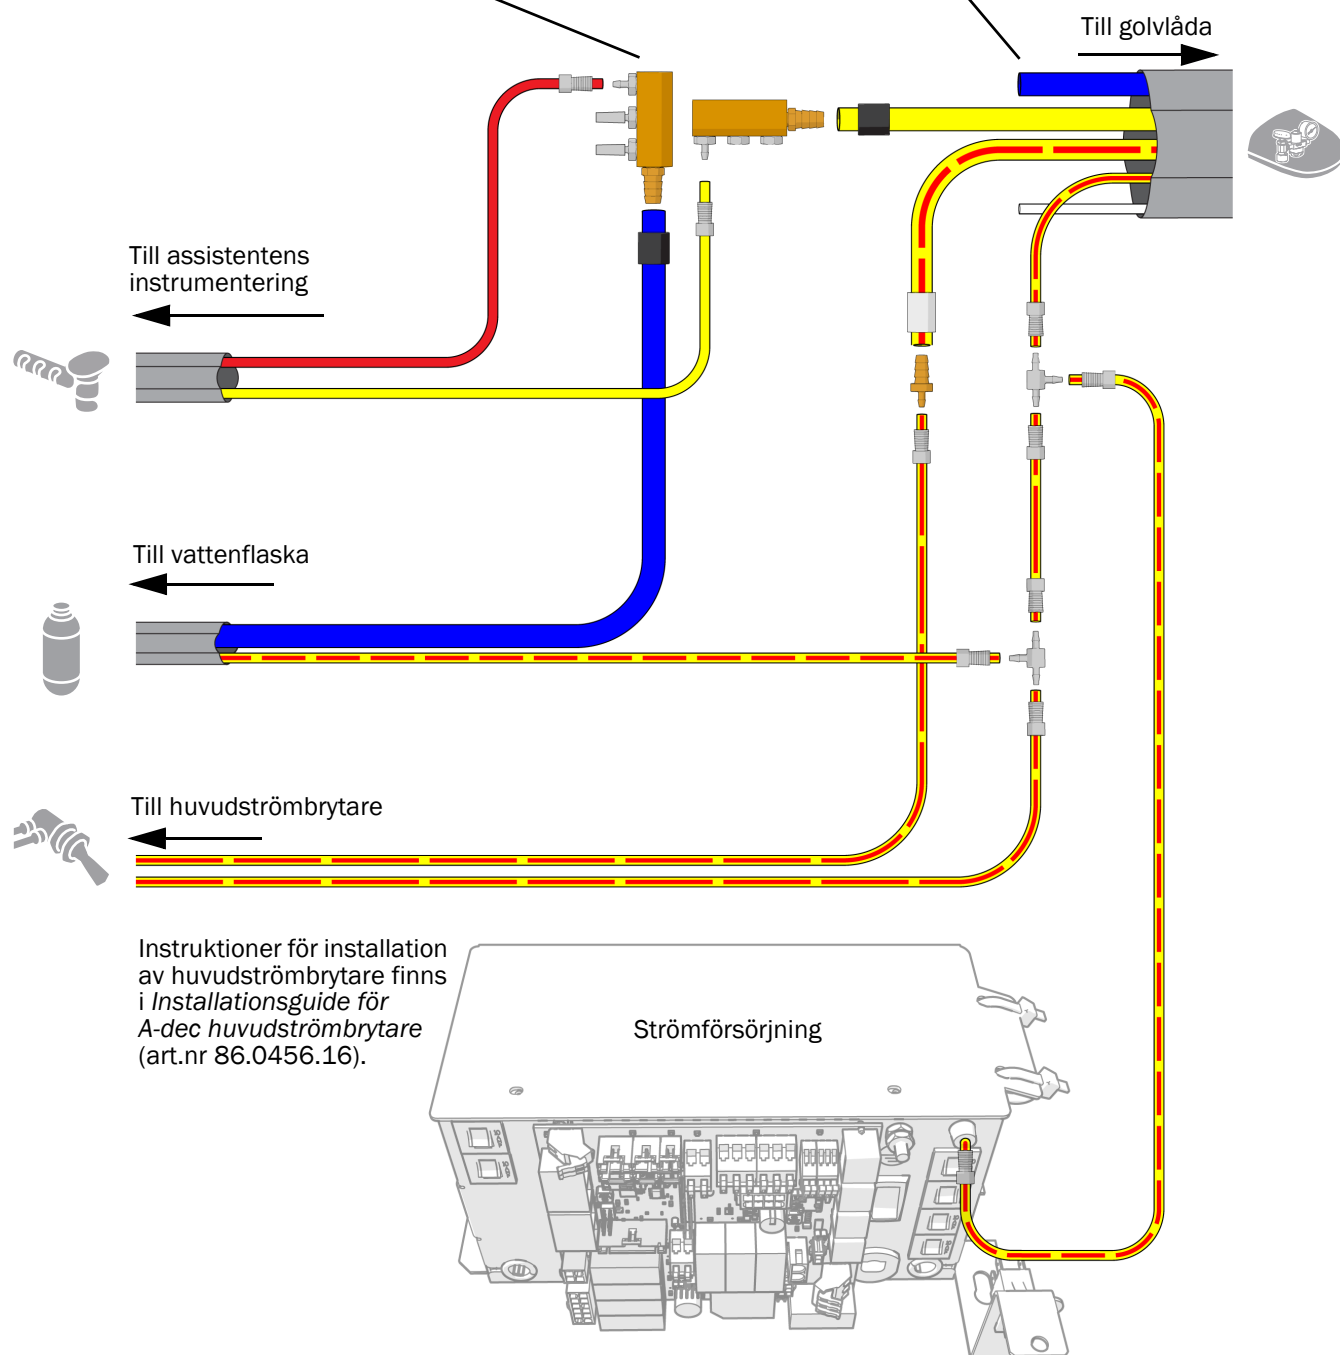 Till golvlåda
Till assistentens
instrumentering
Till vattenflaska
Till huvudströmbrytare
Instruktioner för installation
av huvudströmbrytare finns
i Installationsguide för
A-dec huvudströmbrytare
(art.nr 86.0456.16).
Strömförsörjning